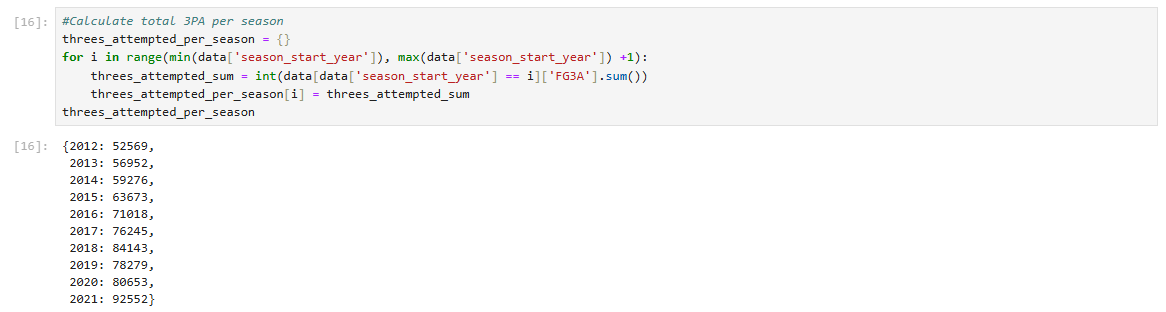 [16]: #Calculate total 3PA per season
threes_attempted_per_season = {}
for i in range(min(data['season_start_year']), max(data['season_start_year']) +1):
    threes_attempted_sum = int(data[data['season_start_year'] == i]['FG3A'].sum())
    threes_attempted_per_season[i] = threes_attempted_sum
threes_attempted_per_season
[16]: {2012: 52569,
 2013: 56952,
 2014: 59276,
 2015: 63673,
 2016: 71018,
 2017: 76245,
 2018: 84143,
 2019: 78279,
 2020: 80653,
 2021: 92552}